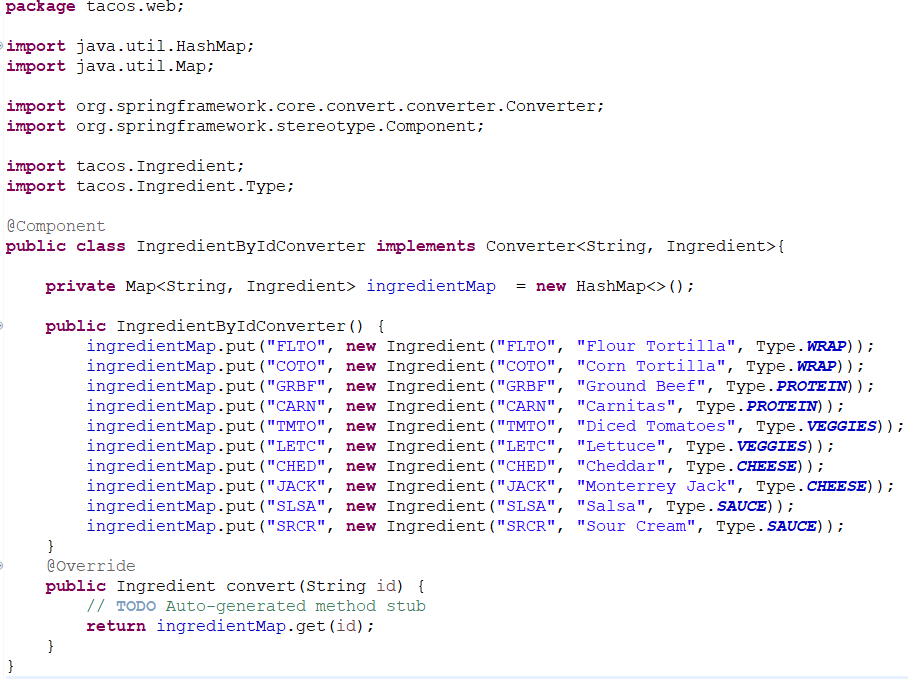 package tacos.web;
import java.util.HashMap;
import java.util.Map;
import org.springframework.core.convert.converter.Converter;
import org.springframework.stereotype.Component;
import tacos.Ingredient;
import tacos.Ingredient.Type;
@Component
public class IngredientByIdConverter implements Converter<String, Ingredient>{
private Map<String, Ingredient> ingredientMap  = new HashMap<>();
public IngredientByIdConverter() {
ingredientMap.put("FLTO", new Ingredient("FLTO", "Flour Tortilla", Type.WRAP));
ingredientMap.put("COTO", new Ingredient("COTO", "Corn Tortilla", Type.WRAP));
ingredientMap.put("GRBF", new Ingredient("GRBF", "Ground Beef", Type.PROTEIN));
ingredientMap.put("CARN", new Ingredient("CARN", "Carnitas", Type.PROTEIN));
ingredientMap.put("TMTO", new Ingredient("TMTO", "Diced Tomatoes", Type.VEGGIES));
ingredientMap.put("LETC", new Ingredient("LETC", "Lettuce", Type.VEGGIES));
ingredientMap.put("CHED", new Ingredient("CHED", "Cheddar", Type.CHEESE));
ingredientMap.put("JACK", new Ingredient("JACK", "Monterrey Jack", Type.CHEESE));
ingredientMap.put("SLSA", new Ingredient("SLSA", "Salsa", Type.SAUCE));
ingredientMap.put("SRCR", new Ingredient("SRCR", "Sour Cream", Type.SAUCE));
}
@Override
public Ingredient convert(String id) {
// TODO Auto-generated method stub
return ingredientMap.get(id);
}
}